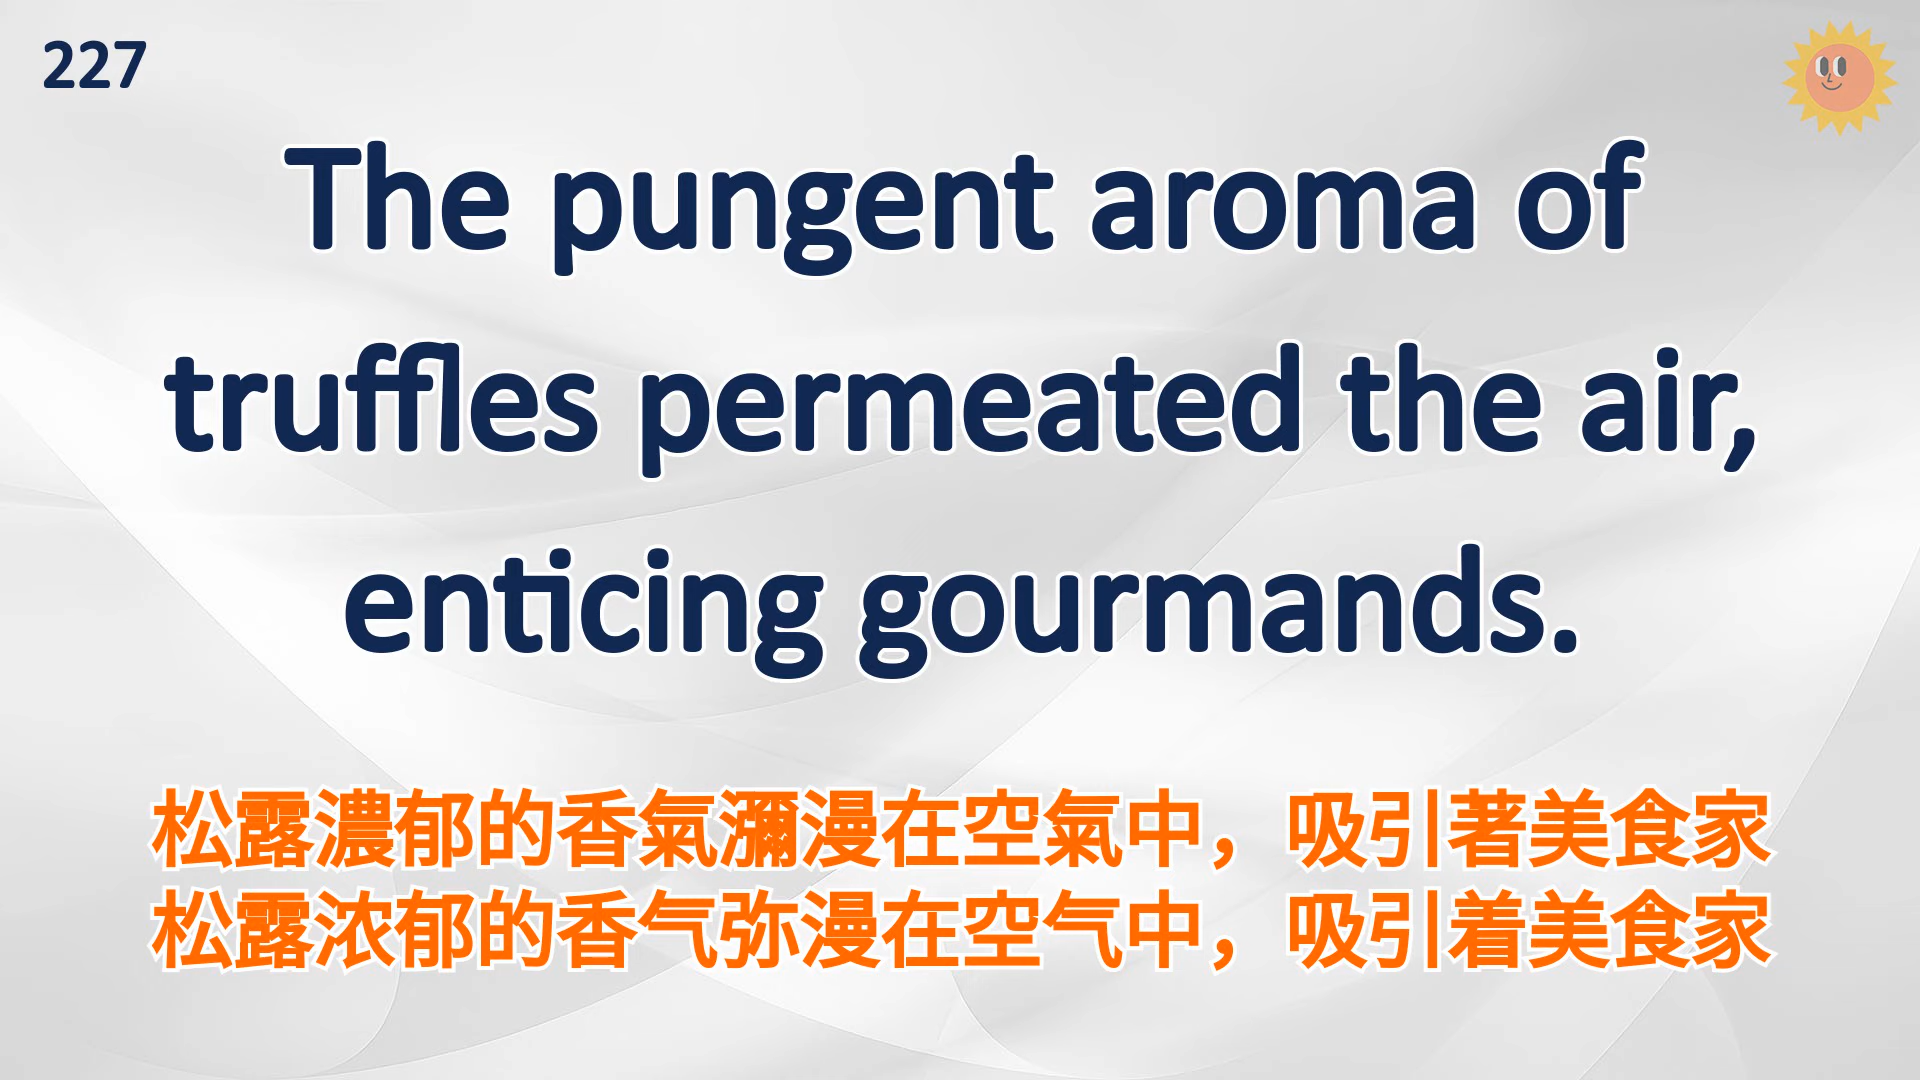 227
The pungent aroma of
truffles permeated the air,
enticing gourmands.
松露濃郁的香氣瀰漫在空氣中，吸引著美食家
松露浓郁的香气弥漫在空气中，吸引着美食家